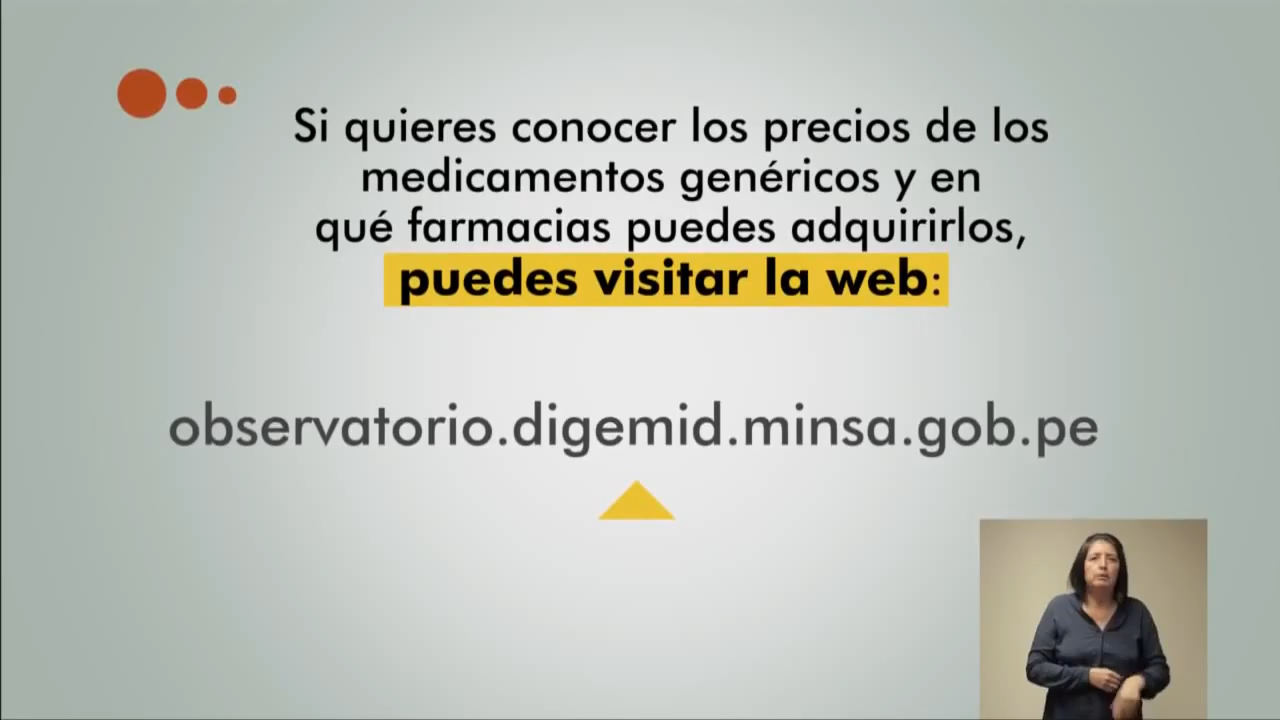 Si quieres conocer los precios de los
medicamentos genéricos y en
qué farmacias puedes adquirirlos,
puedes visitar la web:
observatorio.digemid.minsa.gob.pe